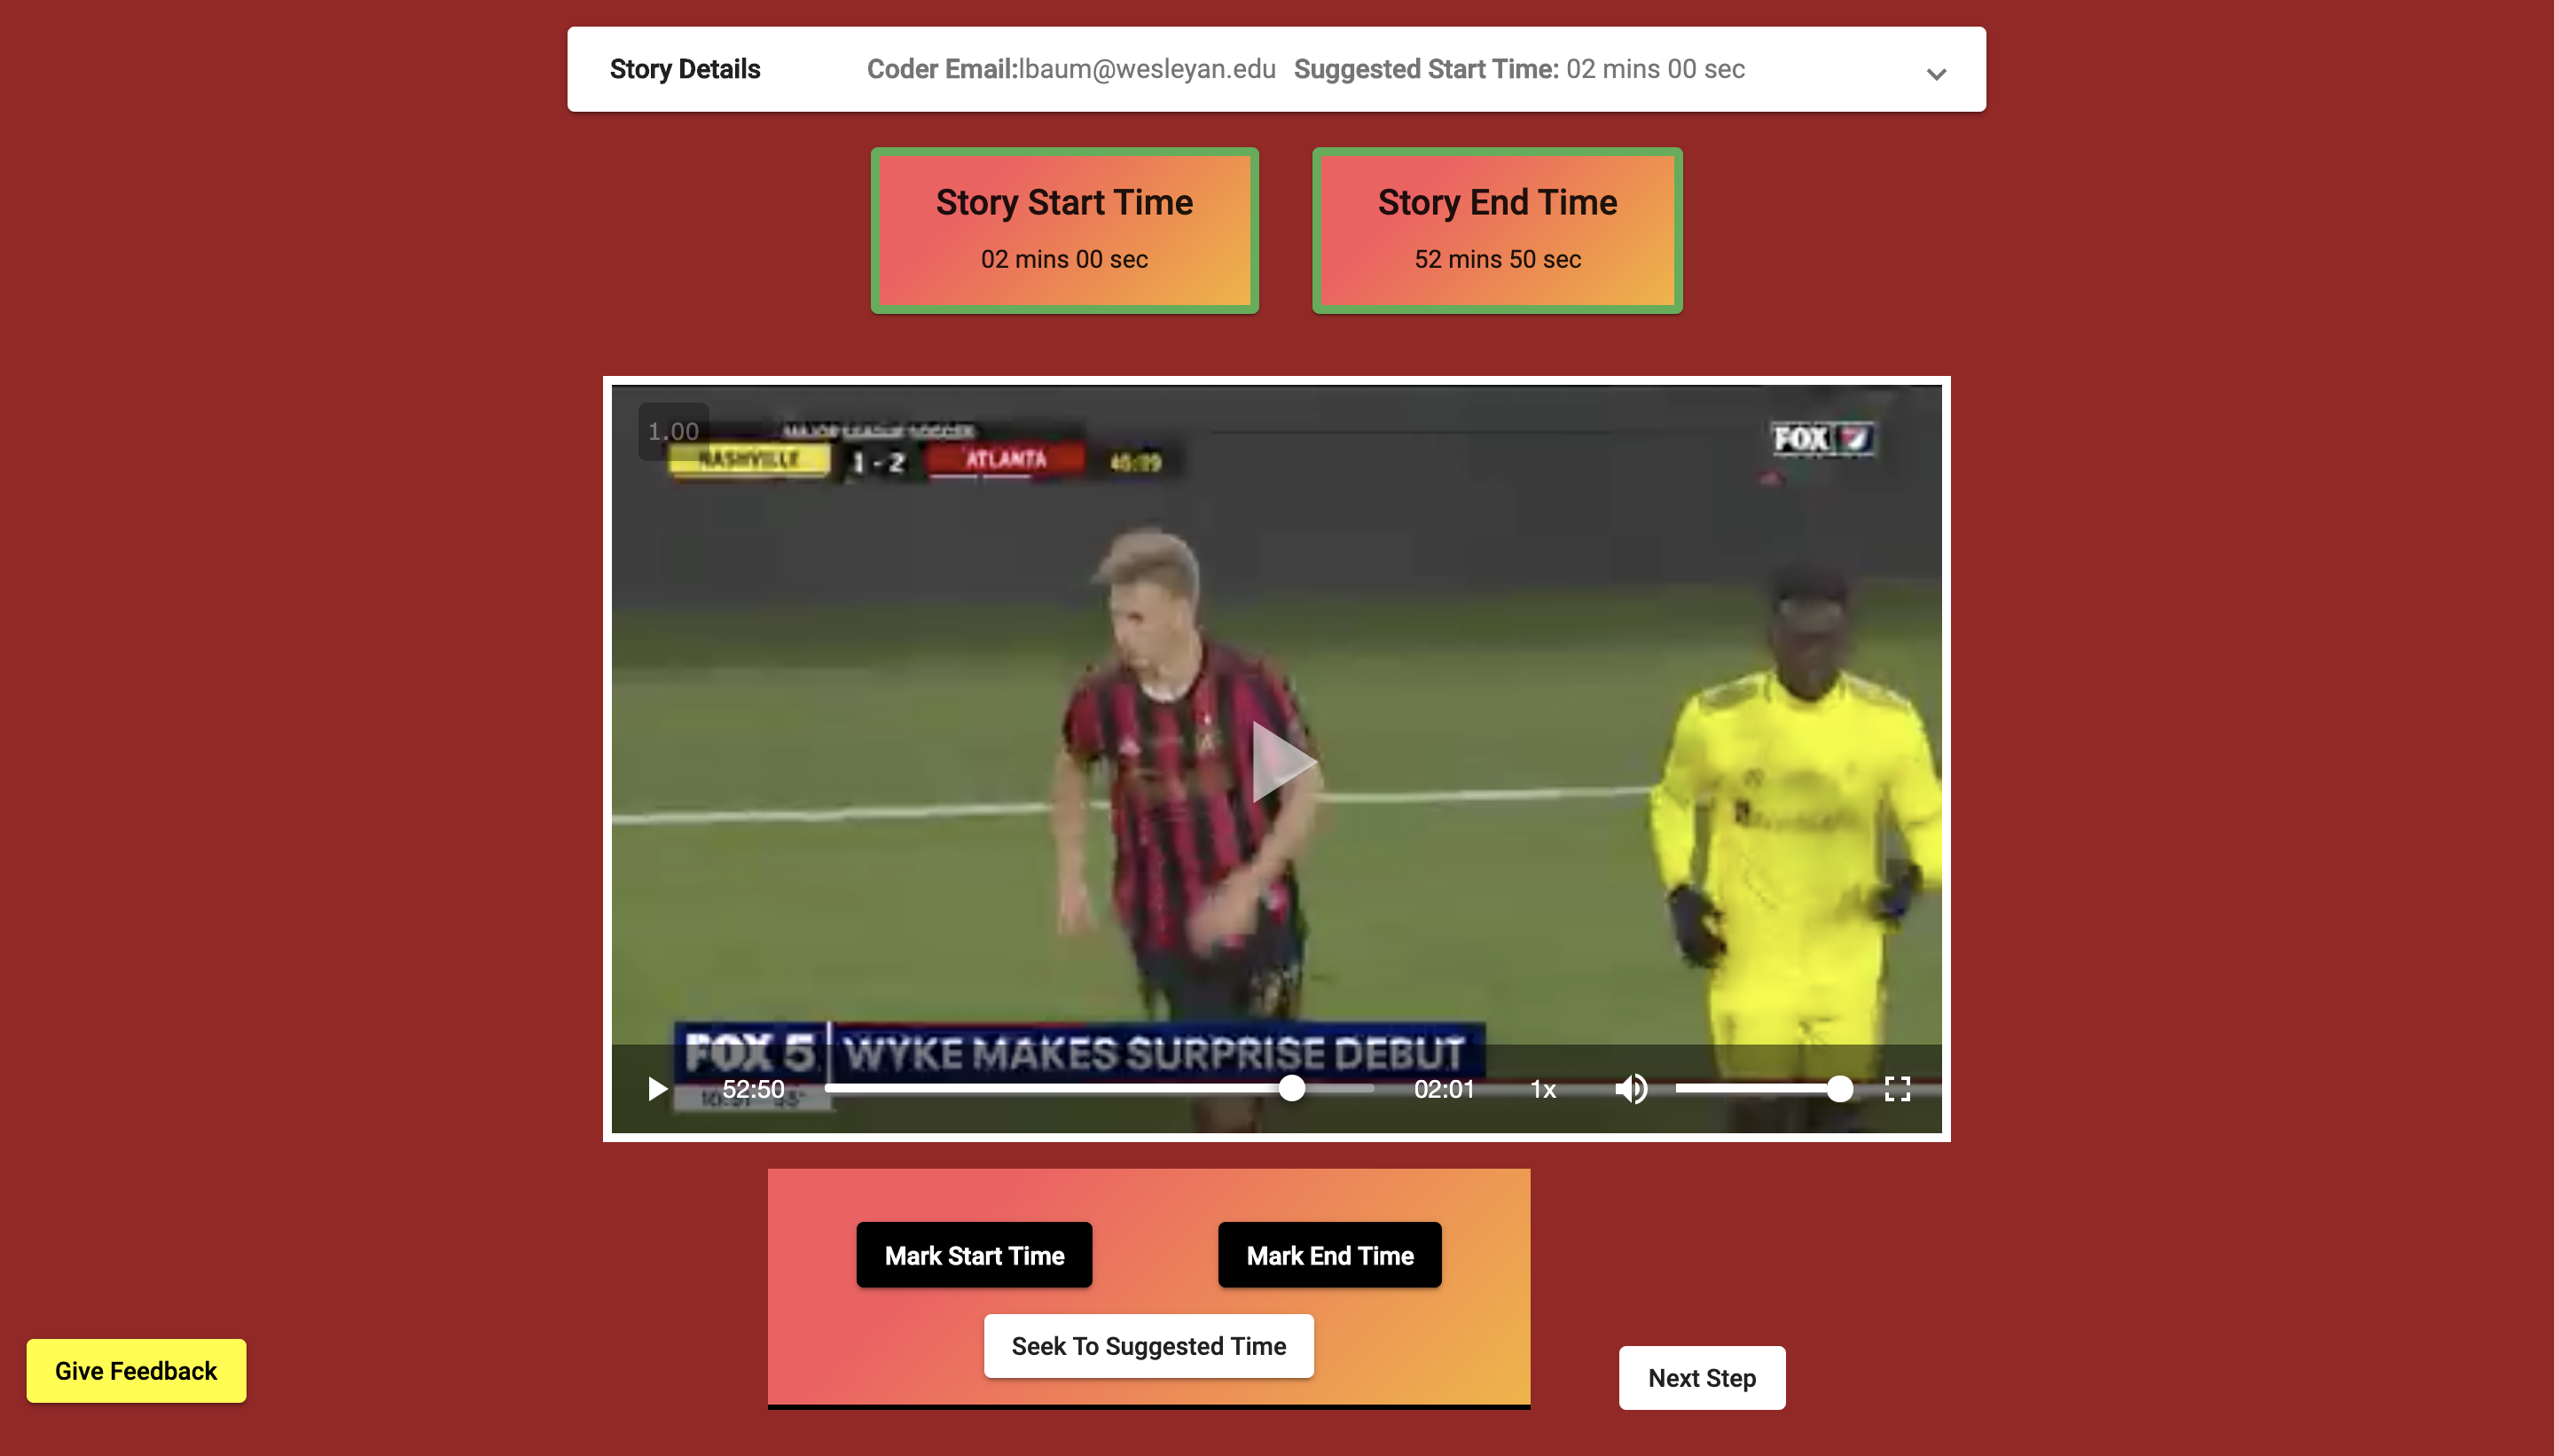 Story Details Coder Email:lbaum@wesleyan.edu Suggested Start Time: 02 mins 00 sec
Story Start Time
02 mins 00 sec
Story End Time
52 mins 50 sec
1.00
MAJOR LEAGUE SOCCER
NASHVILLE 1 - 2 ATLANTA
FOX
FOX 5 WYKE MAKES SURPRISE DEBUT
52:50 02:01 1x
Mark Start Time Mark End Time
Seek To Suggested Time
Give Feedback
Next Step